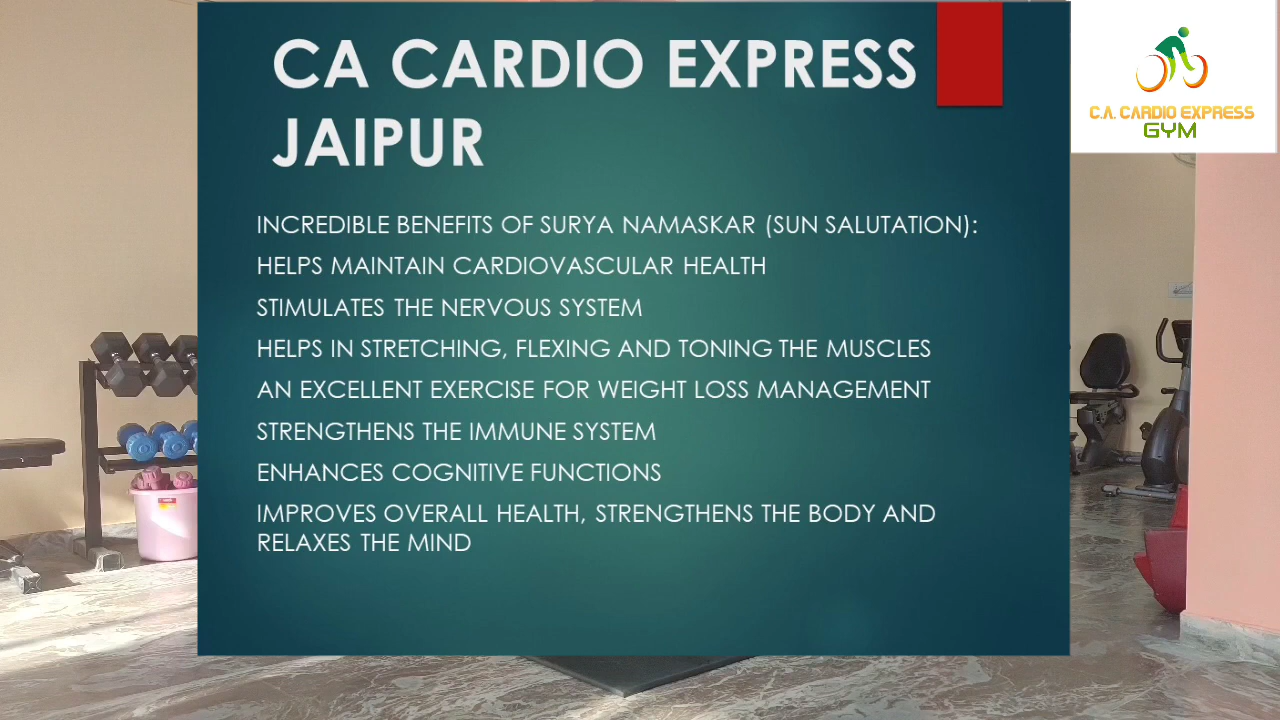 CA CARDIO EXPRESS
JAIPUR
C.A. CARDIO EXPRESS
GYM
INCREDIBLE BENEFITS OF SURYA NAMASKAR (SUN SALUTATION):
HELPS MAINTAIN CARDIOVASCULAR HEALTH
STIMULATES THE NERVOUS SYSTEM
HELPS IN STRETCHING, FLEXING AND TONING THE MUSCLES
AN EXCELLENT EXERCISE FOR WEIGHT LOSS MANAGEMENT
STRENGTHENS THE IMMUNE SYSTEM
ENHANCES COGNITIVE FUNCTIONS
IMPROVES OVERALL HEALTH, STRENGTHENS THE BODY AND
RELAXES THE MIND